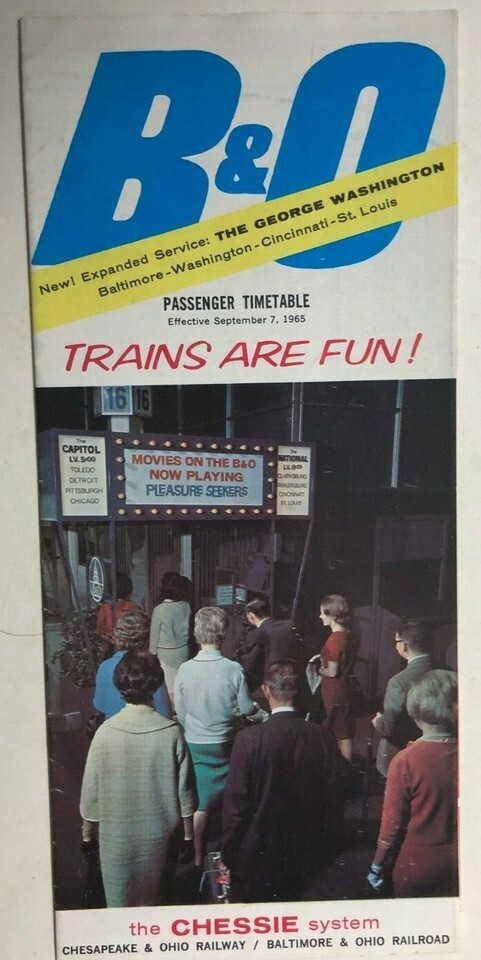 B&O
New! Expanded Service: THE GEORGE WASHINGTON
Baltimore-Washington-Cincinnati-St. Louis
PASSENGER TIMETABLE
Effective September 7, 1965
TRAINS ARE FUN!
16 16
The
CAPITOL
LV. 5:00
TOLEDO
DETROIT
PITTSBURGH
CHICAGO
MOVIES ON THE B&O
NOW PLAYING
PLEASURE SEEKERS
The
NATIONAL
CLARKSBURG
CINCINNATI
ST. LOUIS
the CHESSIE system
CHESAPEAKE & OHIO RAILWAY / BALTIMORE & OHIO RAILROAD